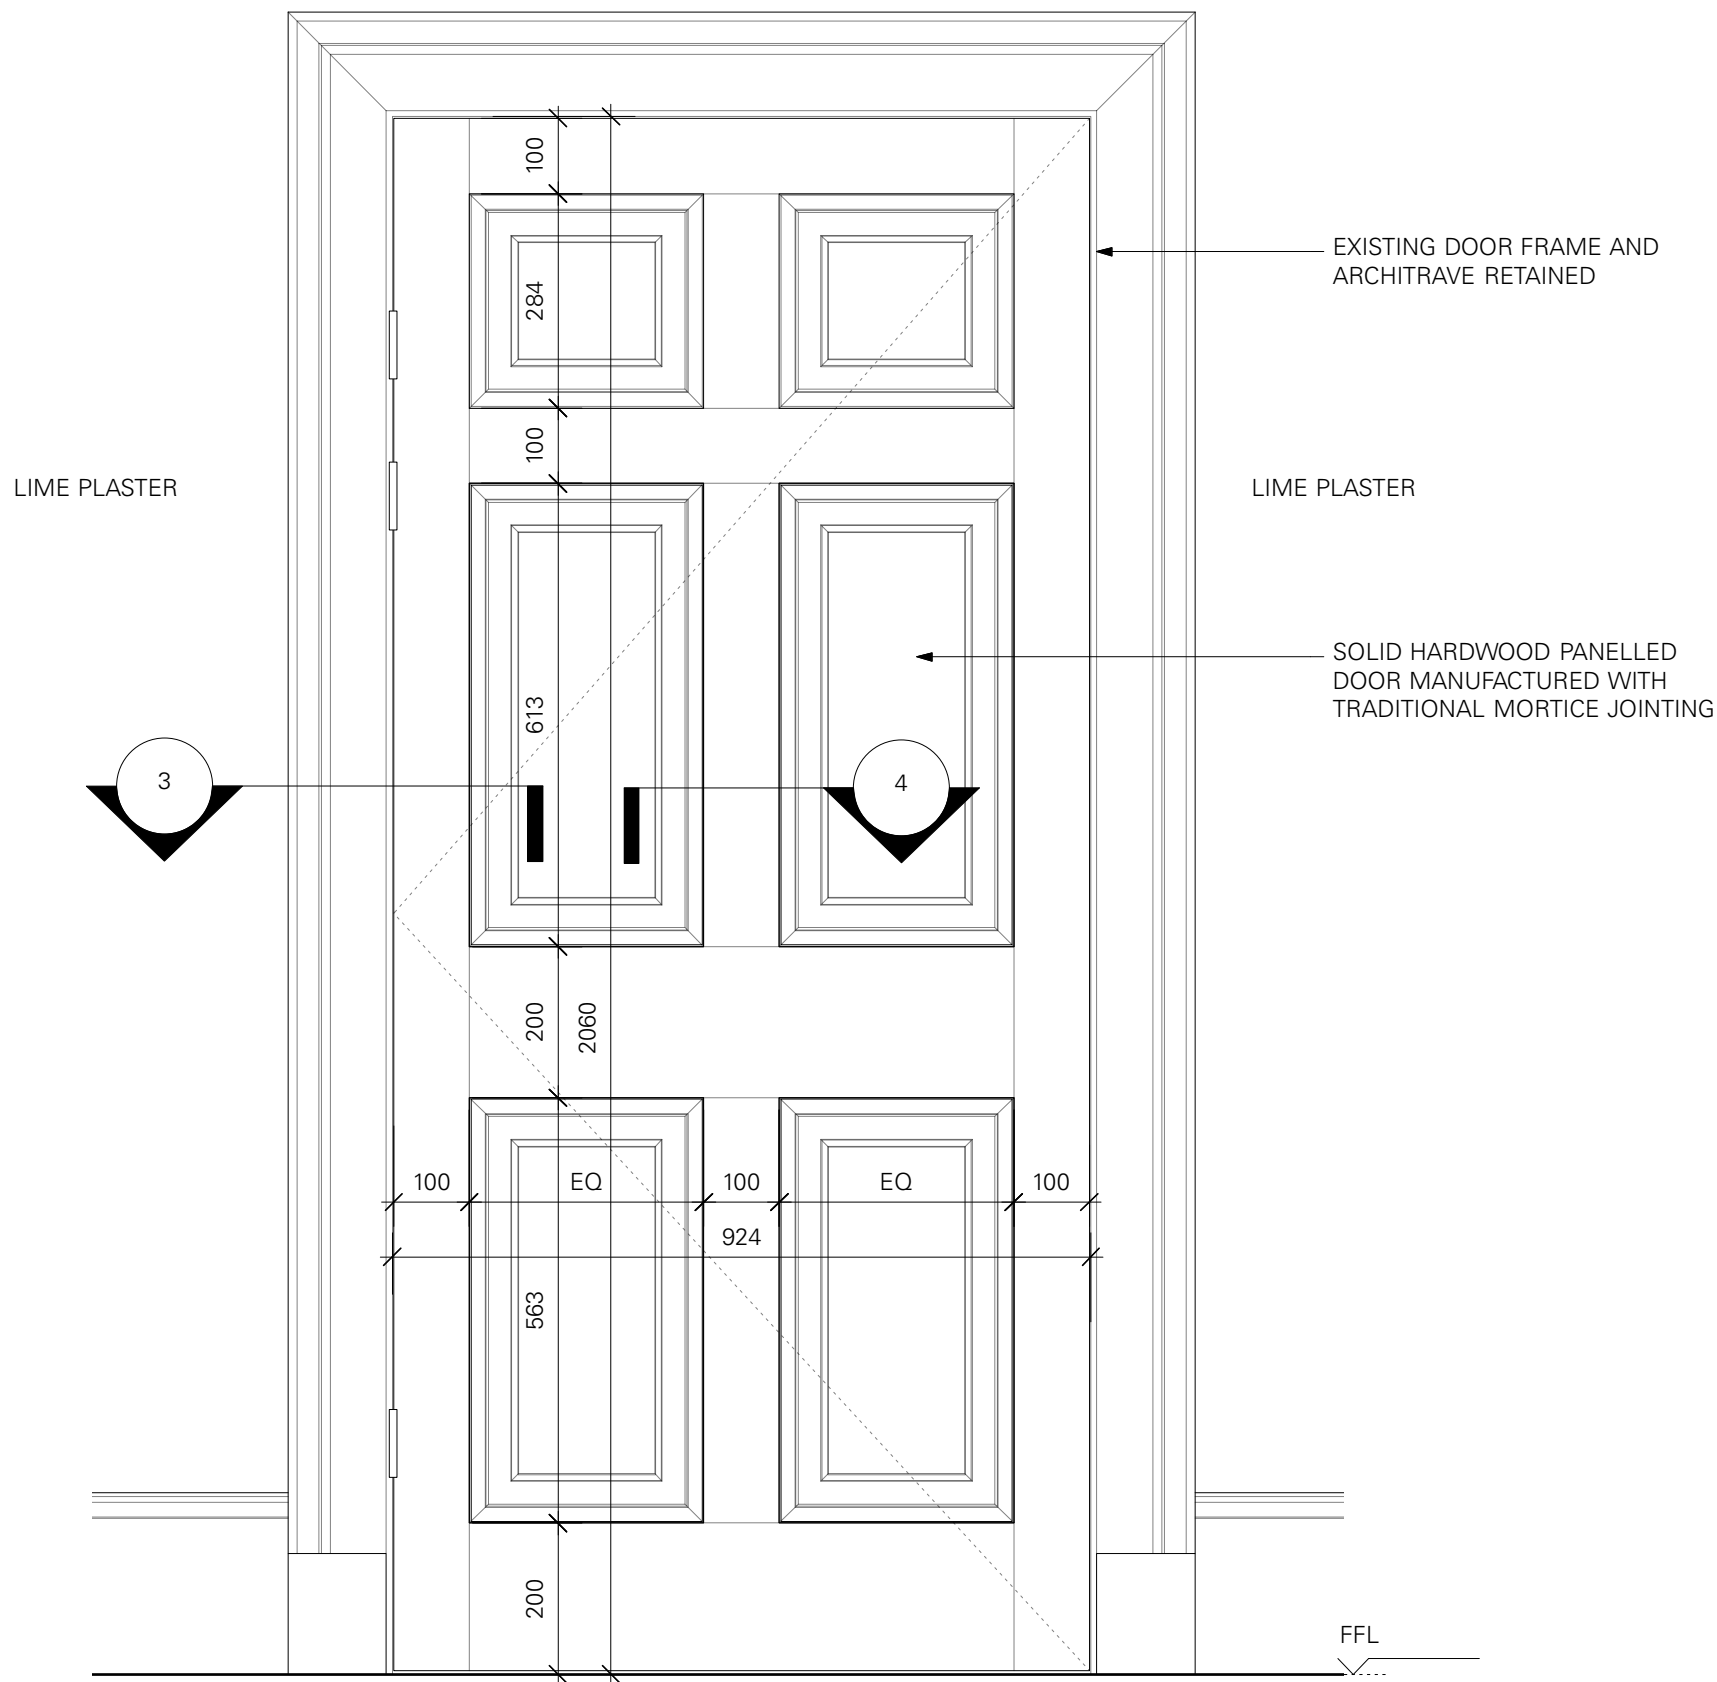 100
284
EXISTING DOOR FRAME AND
ARCHITRAVE RETAINED
100
LIME PLASTER
LIME PLASTER
SOLID HARDWOOD PANELLED
DOOR MANUFACTURED WITH
TRADITIONAL MORTICE JOINTING
613
3
4
200
2060
100
EQ
100
EQ
100
924
563
200
FFL